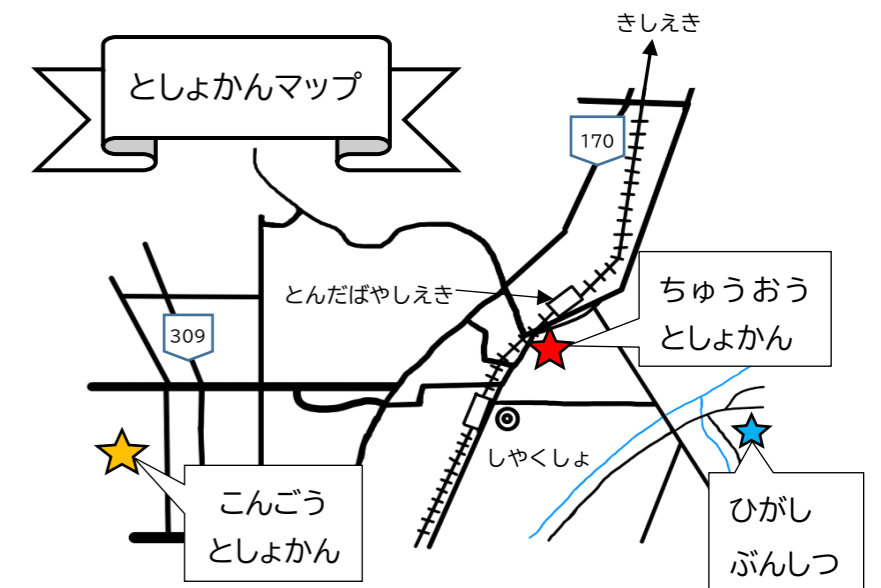 きしえき
としょかんマップ
170
とんだばやしえき
ちゅうおう
としょかん
309
しやくしょ
こんごう
としょかん
ひがし
ぶんしつ